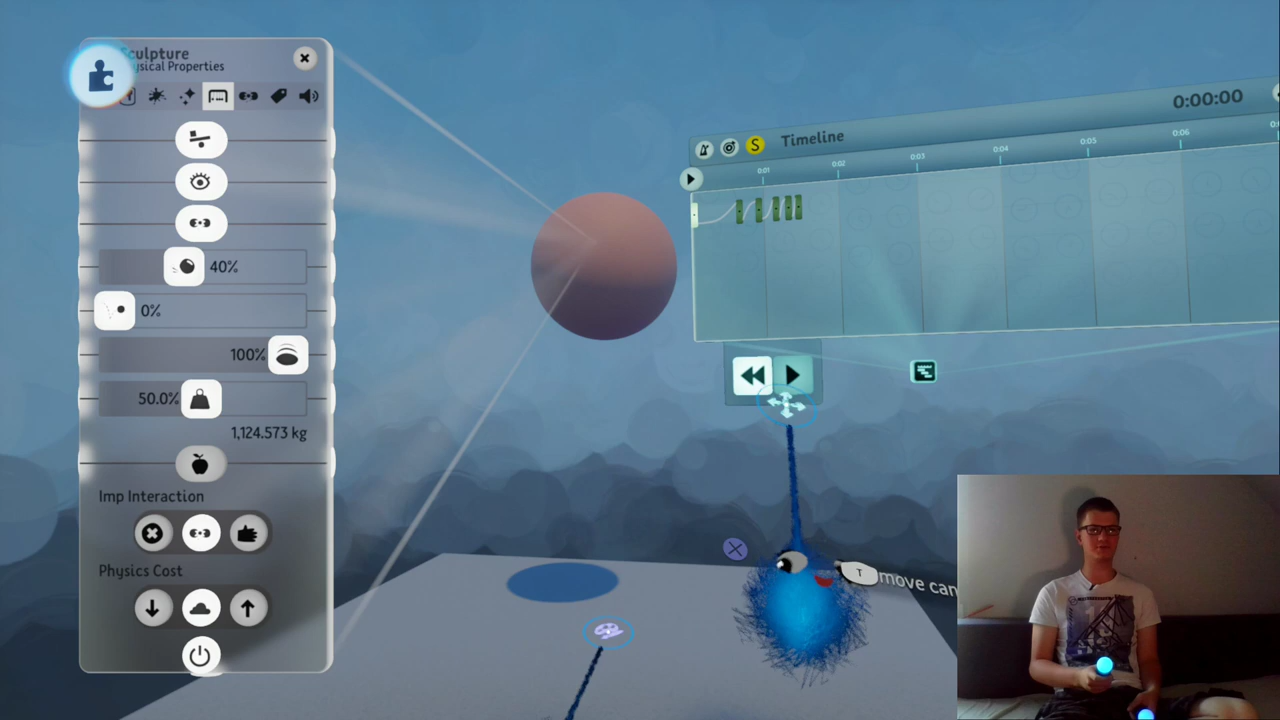 Sculpture
Physical Properties
40%
0%
100%
50.0%
1,124.573 kg
Imp Interaction
Physics Cost
S
Timeline
0:00:00
0:01
0:02
0:03
0:04
0:05
0:06
T
move can